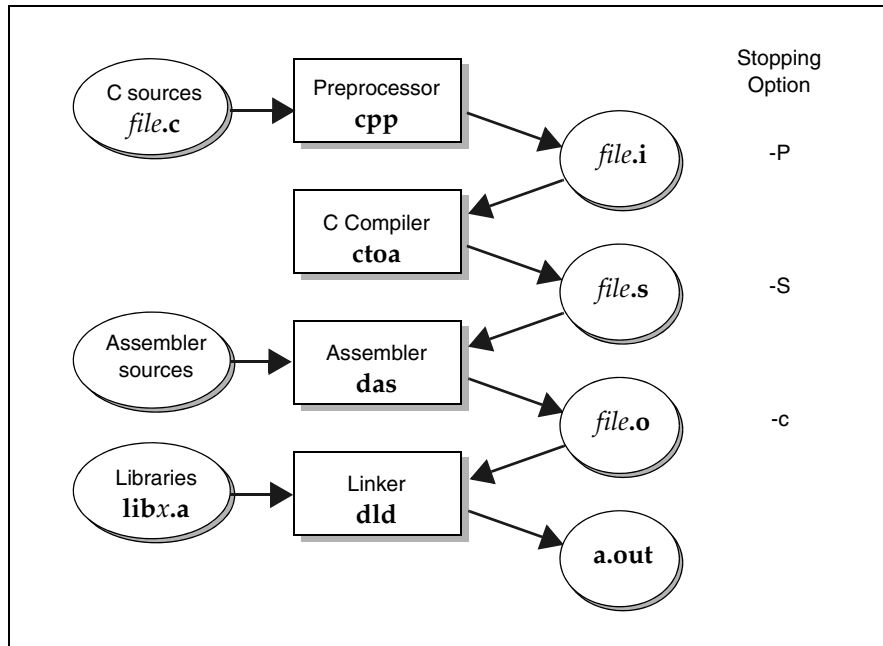 Stopping
Option
C sources
file.c
Preprocessor
cpp
file.i
-P
C Compiler
ctoa
file.s
-S
Assembler
sources
Assembler
das
file.o
-c
Libraries
libx.a
Linker
dld
a.out